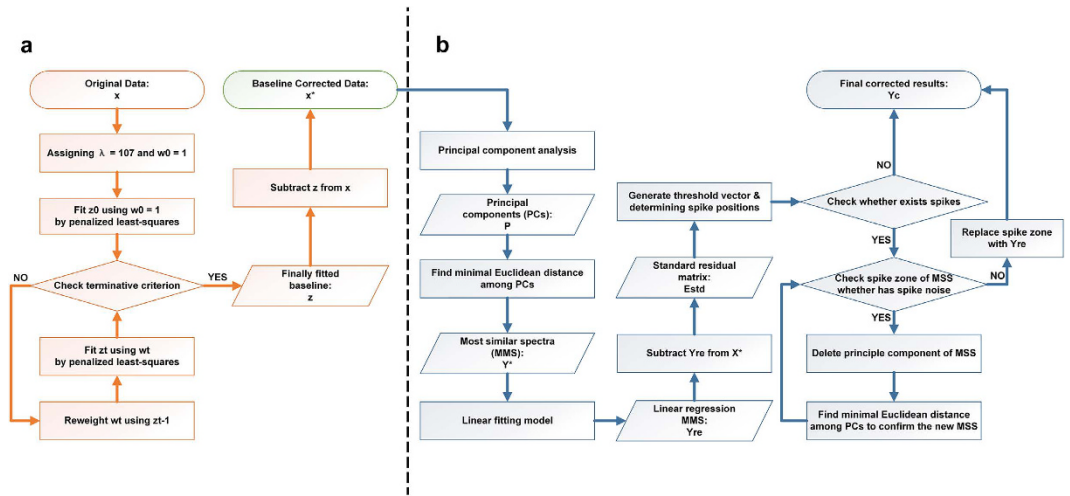 a
Original Data:
x
Assigning λ = 107 and w0 = 1
Fit z0 using w0 = 1
by penalized least-squares
NO
Check terminative criterion
YES
Fit zt using wt
by penalized least-squares
Reweight wt using zt-1
Baseline Corrected Data:
x*
Subtract z from x
Finally fitted
baseline:
z
b
Principal component analysis
Principal
components (PCs):
P
Find minimal Euclidean distance
among PCs
Most similar spectra
(MMS):
Y*
Linear fitting model
Generate threshold vector &
determining spike positions
Standard residual
matrix:
Estd
Subtract Yre from X*
Linear regression
MMS:
Yre
Final corrected results:
Yc
NO
Check whether exists spikes
YES
Replace spike zone
with Yre
Check spike zone of MSS
whether has spike noise
NO
YES
Delete principle component of MSS
Find minimal Euclidean distance
among PCs to confirm the new MSS